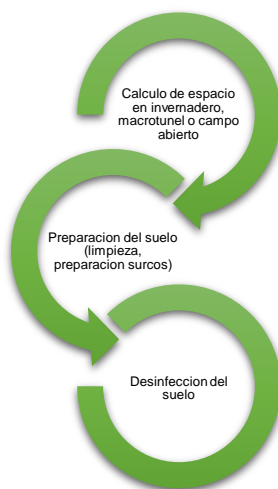 Calculo de espacio
en invernadero,
macrotunel o campo
abierto
Preparacion del suelo
(limpieza,
preparacion surcos)
Desinfeccion del
suelo